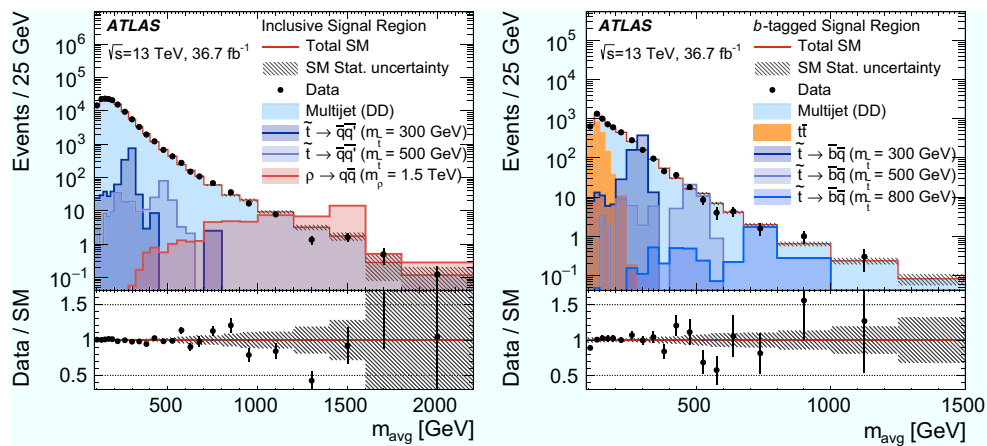 ATLAS
√s=13 TeV, 36.7 fb⁻¹
Inclusive Signal Region
Total SM
SM Stat. uncertainty
Data
Multijet (DD)
t̃ → q̅q̅' (m_t̃ = 300 GeV)
t̃ → q̅q̅' (m_t̃ = 500 GeV)
ρ → qq̅ (m_ρ = 1.5 TeV)
Events / 25 GeV
10⁶
10⁵
10⁴
10³
10²
10
1
10⁻¹
Data / SM
1.5
1
0.5
500 1000 1500 2000
m_avg [GeV]
ATLAS
√s=13 TeV, 36.7 fb⁻¹
b-tagged Signal Region
Total SM
SM Stat. uncertainty
Data
Multijet (DD)
tt̅
t̃ → b̅q̅ (m_t̃ = 300 GeV)
t̃ → b̅q̅ (m_t̃ = 500 GeV)
t̃ → b̅q̅ (m_t̃ = 800 GeV)
Events / 25 GeV
10⁵
10⁴
10³
10²
10
1
10⁻¹
Data / SM
1.5
1
0.5
500 1000 1500
m_avg [GeV]